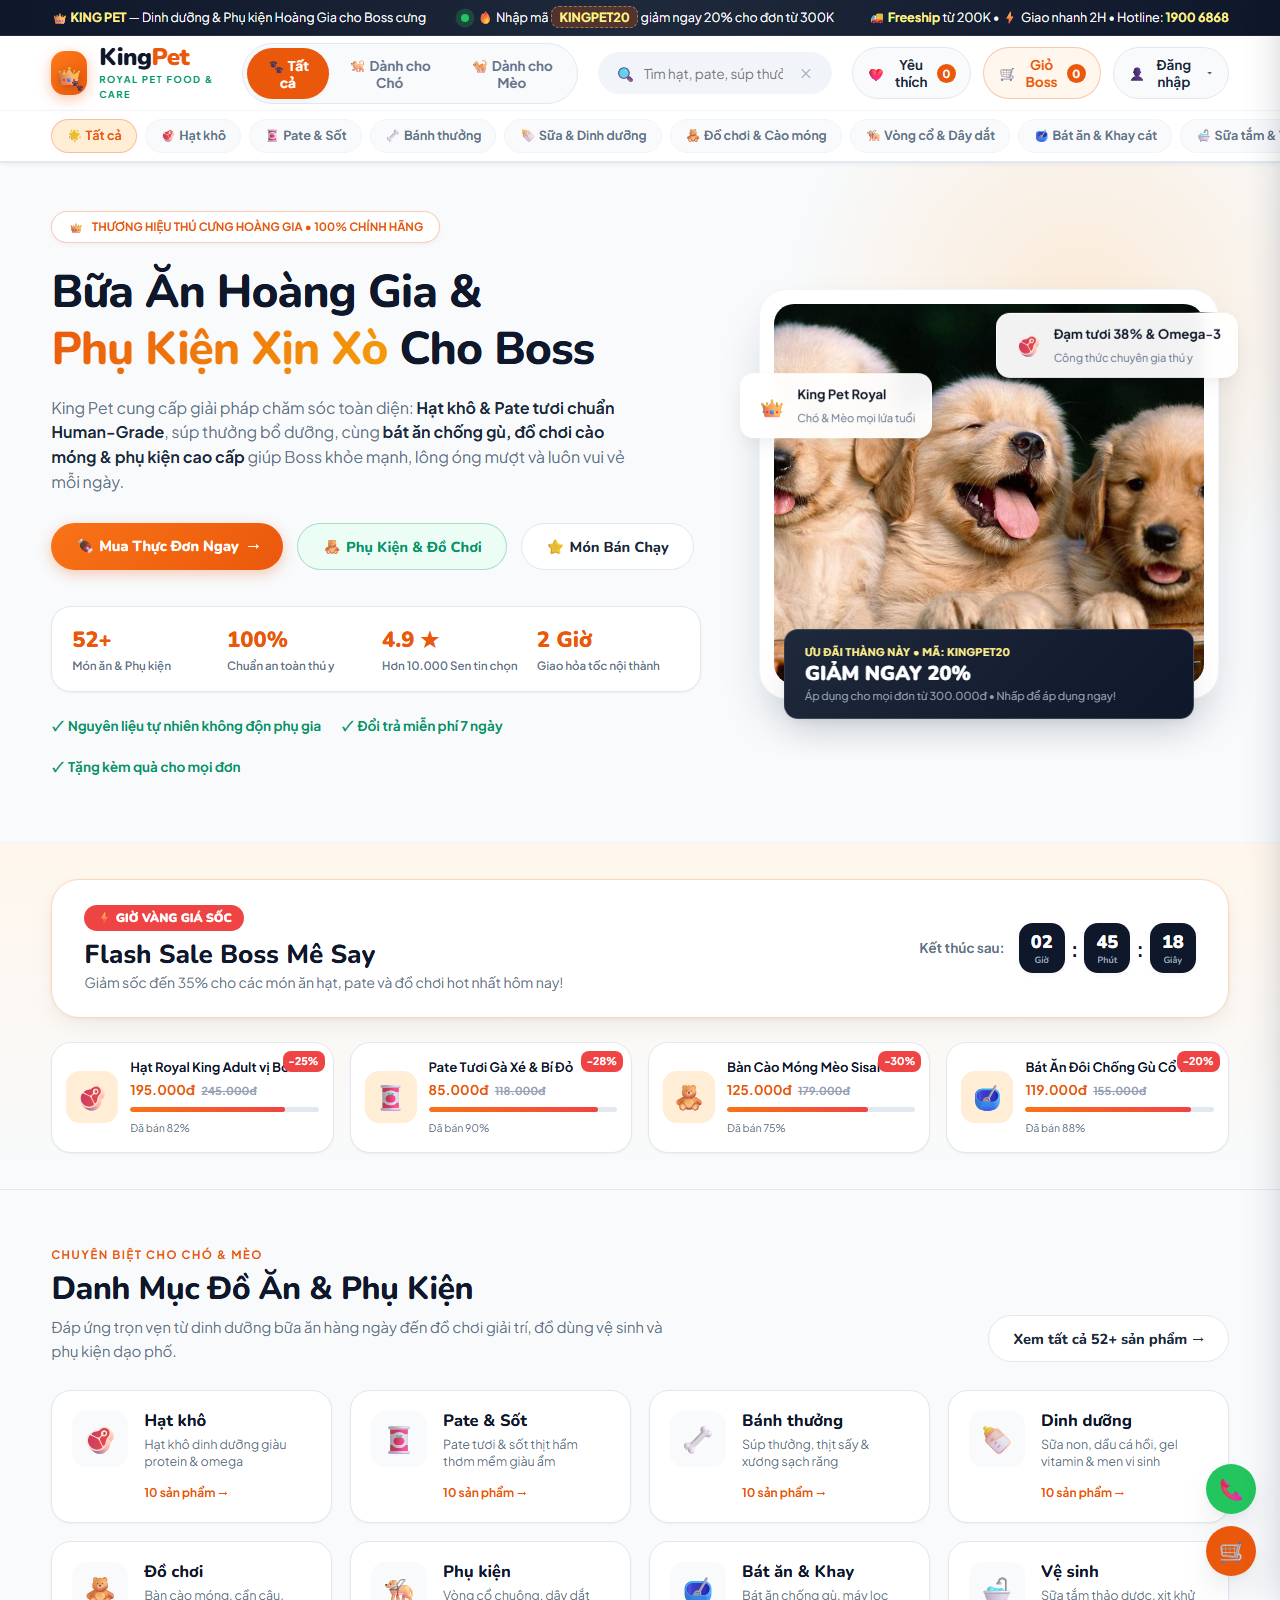 KING PET — Dinh dưỡng & Phụ kiện Hoàng Gia cho Boss cưng
Nhập mã KINGPET20 giảm ngay 20% cho đơn từ 300K
Freeship từ 200K • Giao nhanh 2H • Hotline: 1900 6868
KingPet
ROYAL PET FOOD &
CARE
Tất
cả
Dành cho
Chó
Dành cho
Mèo
Tìm hạt, pate, súp thưở
Yêu
thích
0
Giỏ
Boss
0
Đăng
nhập
Tất cả
Hạt khô
Pate & Sốt
Bánh thưởng
Sữa & Dinh dưỡng
Đồ chơi & Cào móng
Vòng cổ & Dây dắt
Bát ăn & Khay cát
Sữa tắm &
THƯƠNG HIỆU THÚ CƯNG HOÀNG GIA • 100% CHÍNH HÃNG
Bữa Ăn Hoàng Gia &
Phụ Kiện Xịn Xò Cho Boss
King Pet cung cấp giải pháp chăm sóc toàn diện: Hạt khô & Pate tươi chuẩn
Human-Grade, súp thưởng bổ dưỡng, cùng bát ăn chống gù, đồ chơi cào
móng & phụ kiện cao cấp giúp Boss khỏe mạnh, lông óng mượt và luôn vui vẻ
mỗi ngày.
Mua Thực Đơn Ngay →
Phụ Kiện & Đồ Chơi
Món Bán Chạy
52+
Món ăn & Phụ kiện
100%
Chuẩn an toàn thú y
4.9 ★
Hơn 10.000 Sen tin chọn
2 Giờ
Giao hỏa tốc nội thành
✓ Nguyên liệu tự nhiên không độn phụ gia
✓ Đổi trả miễn phí 7 ngày
✓ Tặng kèm quà cho mọi đơn
Đạm tươi 38% & Omega-3
Công thức chuyên gia thú y
King Pet Royal
Chó & Mèo mọi lứa tuổi
ƯU ĐÃI THÁNG NÀY • MÃ: KINGPET20
GIẢM NGAY 20%
Áp dụng cho mọi đơn từ 300.000đ • Nhấp để áp dụng ngay!
GIỜ VÀNG GIÁ SỐC
Flash Sale Boss Mê Say
Giảm sốc đến 35% cho các món ăn hạt, pate và đồ chơi hot nhất hôm nay!
Kết thúc sau:
02
Giờ
:
45
Phút
:
18
Giây
Hạt Royal King Adult vị Bò
-25%
195.000đ 245.000đ
Đã bán 82%
Pate Tươi Gà Xé & Bí Đỏ
-28%
85.000đ 118.000đ
Đã bán 90%
Bàn Cào Móng Mèo Sisal
-30%
125.000đ 179.000đ
Đã bán 75%
Bát Ăn Đôi Chống Gù Cổ
-20%
119.000đ 155.000đ
Đã bán 88%
CHUYÊN BIỆT CHO CHÓ & MÈO
Danh Mục Đồ Ăn & Phụ Kiện
Đáp ứng trọn vẹn từ dinh dưỡng bữa ăn hàng ngày đến đồ chơi giải trí, đồ dùng vệ sinh và
phụ kiện dạo phố.
Xem tất cả 52+ sản phẩm →
Hạt khô
Hạt khô dinh dưỡng giàu
protein & omega
10 sản phẩm →
Pate & Sốt
Pate tươi & sốt thịt hầm
thơm mềm giàu ẩm
10 sản phẩm →
Bánh thưởng
Súp thưởng, thịt sấy &
xương sạch răng
10 sản phẩm →
Dinh dưỡng
Sữa non, dầu cá hồi, gel
vitamin & men vi sinh
10 sản phẩm →
Đồ chơi
Bàn cào móng, cần câu,
Phụ kiện
Vòng cổ chuông, dây dắt
Bát ăn & Khay
Bát ăn chống gù, máy lọc
Vệ sinh
Sữa tắm thảo dược, xịt khử